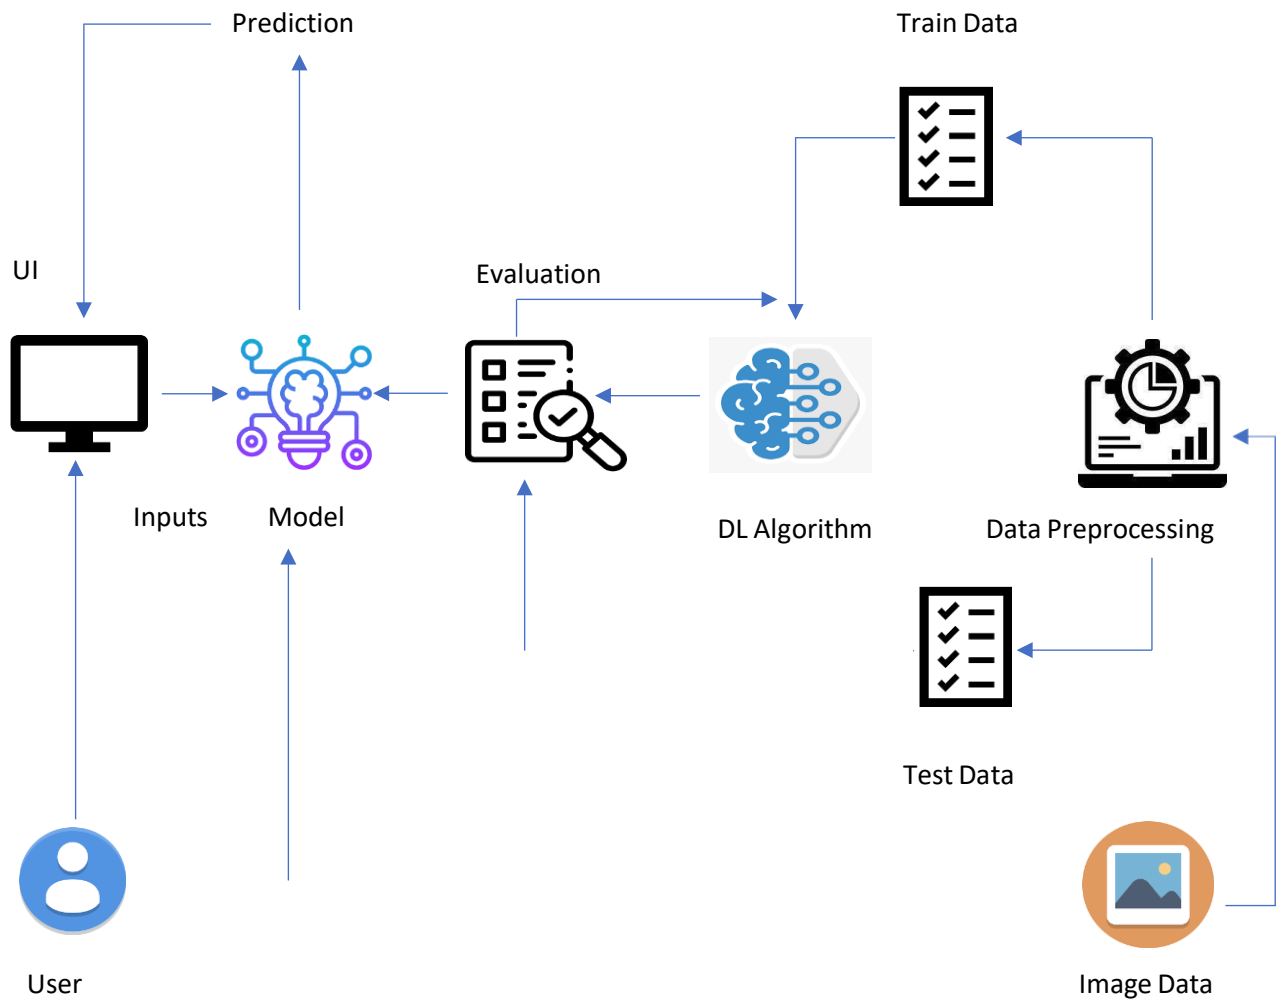 Prediction
Train Data
UI
Evaluation
Inputs
Model
DL Algorithm
Data Preprocessing
Test Data
User
Image Data